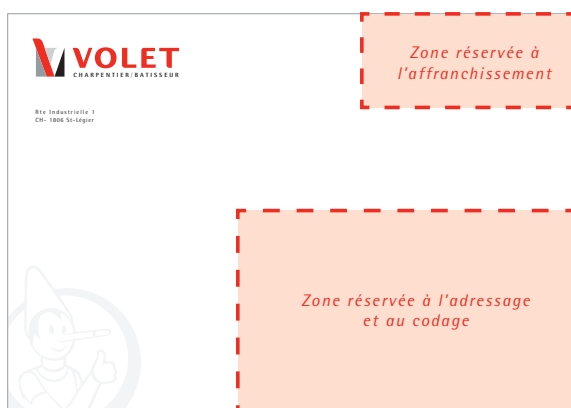 VOLET
CHARPENTIER/BATISSEUR
Rte Industrielle 1
CH- 1806 St-Légier
Zone réservée à
l'affranchissement
Zone réservée à l'adressage
et au codage